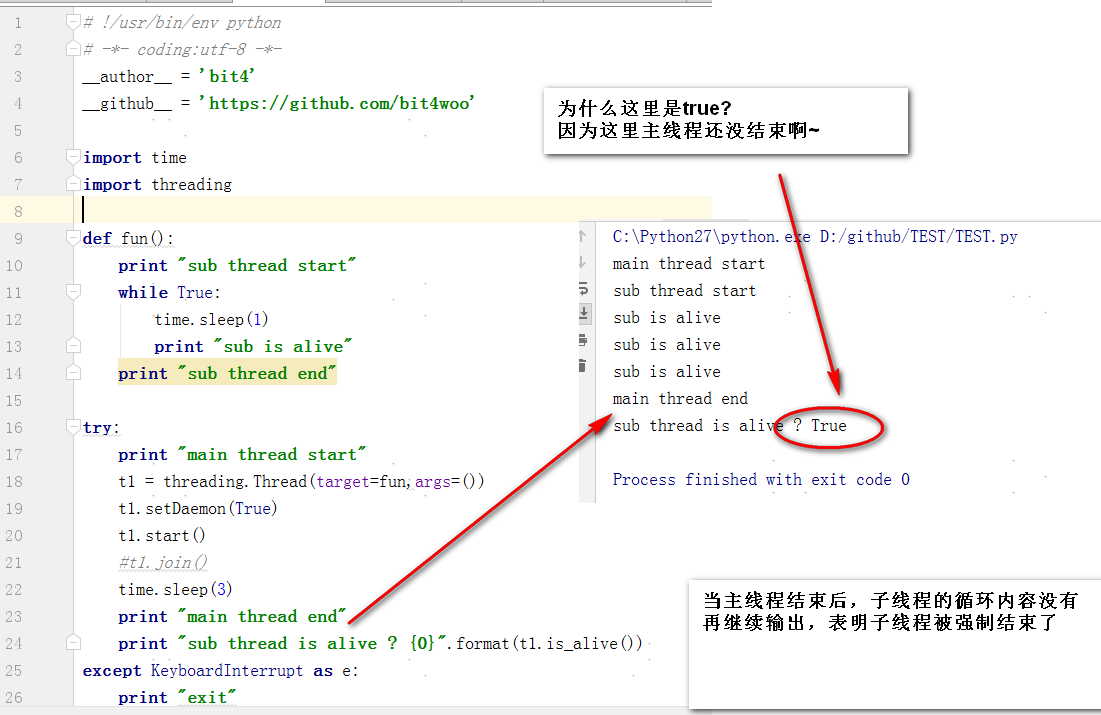 1 # !/usr/bin/env python
2 # -*- coding:utf-8 -*-
3 __author__ = 'bit4'
4 __github__ = 'https://github.com/bit4woo'
5
6 import time
7 import threading
8
9 def fun():
10 print "sub thread start"
11 while True:
12 time.sleep(1)
13 print "sub is alive"
14 print "sub thread end"
15
16 try:
17 print "main thread start"
18 t1 = threading.Thread(target=fun,args=())
19 t1.setDaemon(True)
20 t1.start()
21 #t1.join()
22 time.sleep(3)
23 print "main thread end"
24 print "sub thread is alive ? {0}".format(t1.is_alive())
25 except KeyboardInterrupt as e:
26 print "exit"
为什么这里是true?
因为这里主线程还没结束啊~
C:\Python27\python.exe D:/github/TEST/TEST.py
main thread start
sub thread start
sub is alive
sub is alive
sub is alive
main thread end
sub thread is alive ? True
Process finished with exit code 0
当主线程结束后，子线程的循环内容没有
再继续输出，表明子线程被强制结束了